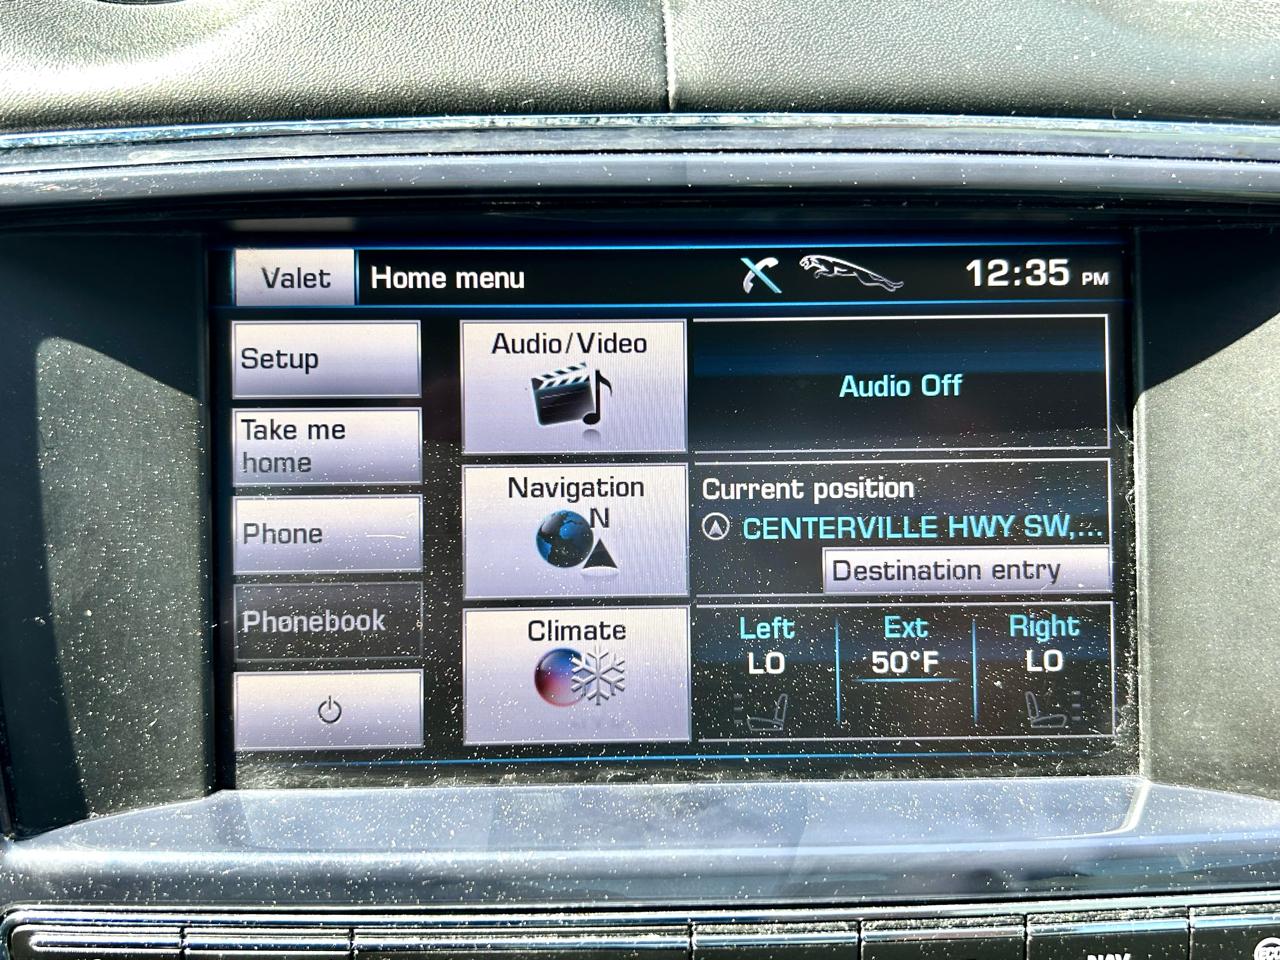 Valet
Home menu
12:35 PM
Setup
Take me
home
Phone
Phonebook
Audio/Video
Audio Off
Navigation
N
Current position
CENTERVILLE HWY SW,...
Destination entry
Climate
Left
LO
Ext
50°F
Right
LO
NAV